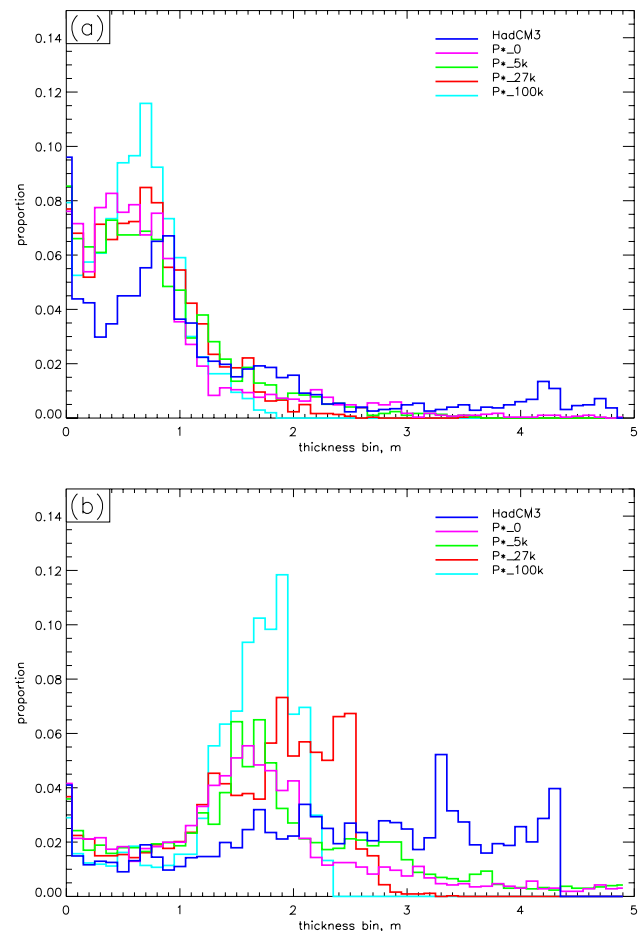 (a)
0.14
0.12
0.10
0.08
0.06
0.04
0.02
0.00
proportion
HadCM3
P*_0
P*_5k
P*_27k
P*_100k
0 1 2 3 4 5
thickness bin, m
(b)
0.14
0.12
0.10
0.08
0.06
0.04
0.02
0.00
proportion
HadCM3
P*_0
P*_5k
P*_27k
P*_100k
0 1 2 3 4 5
thickness bin, m